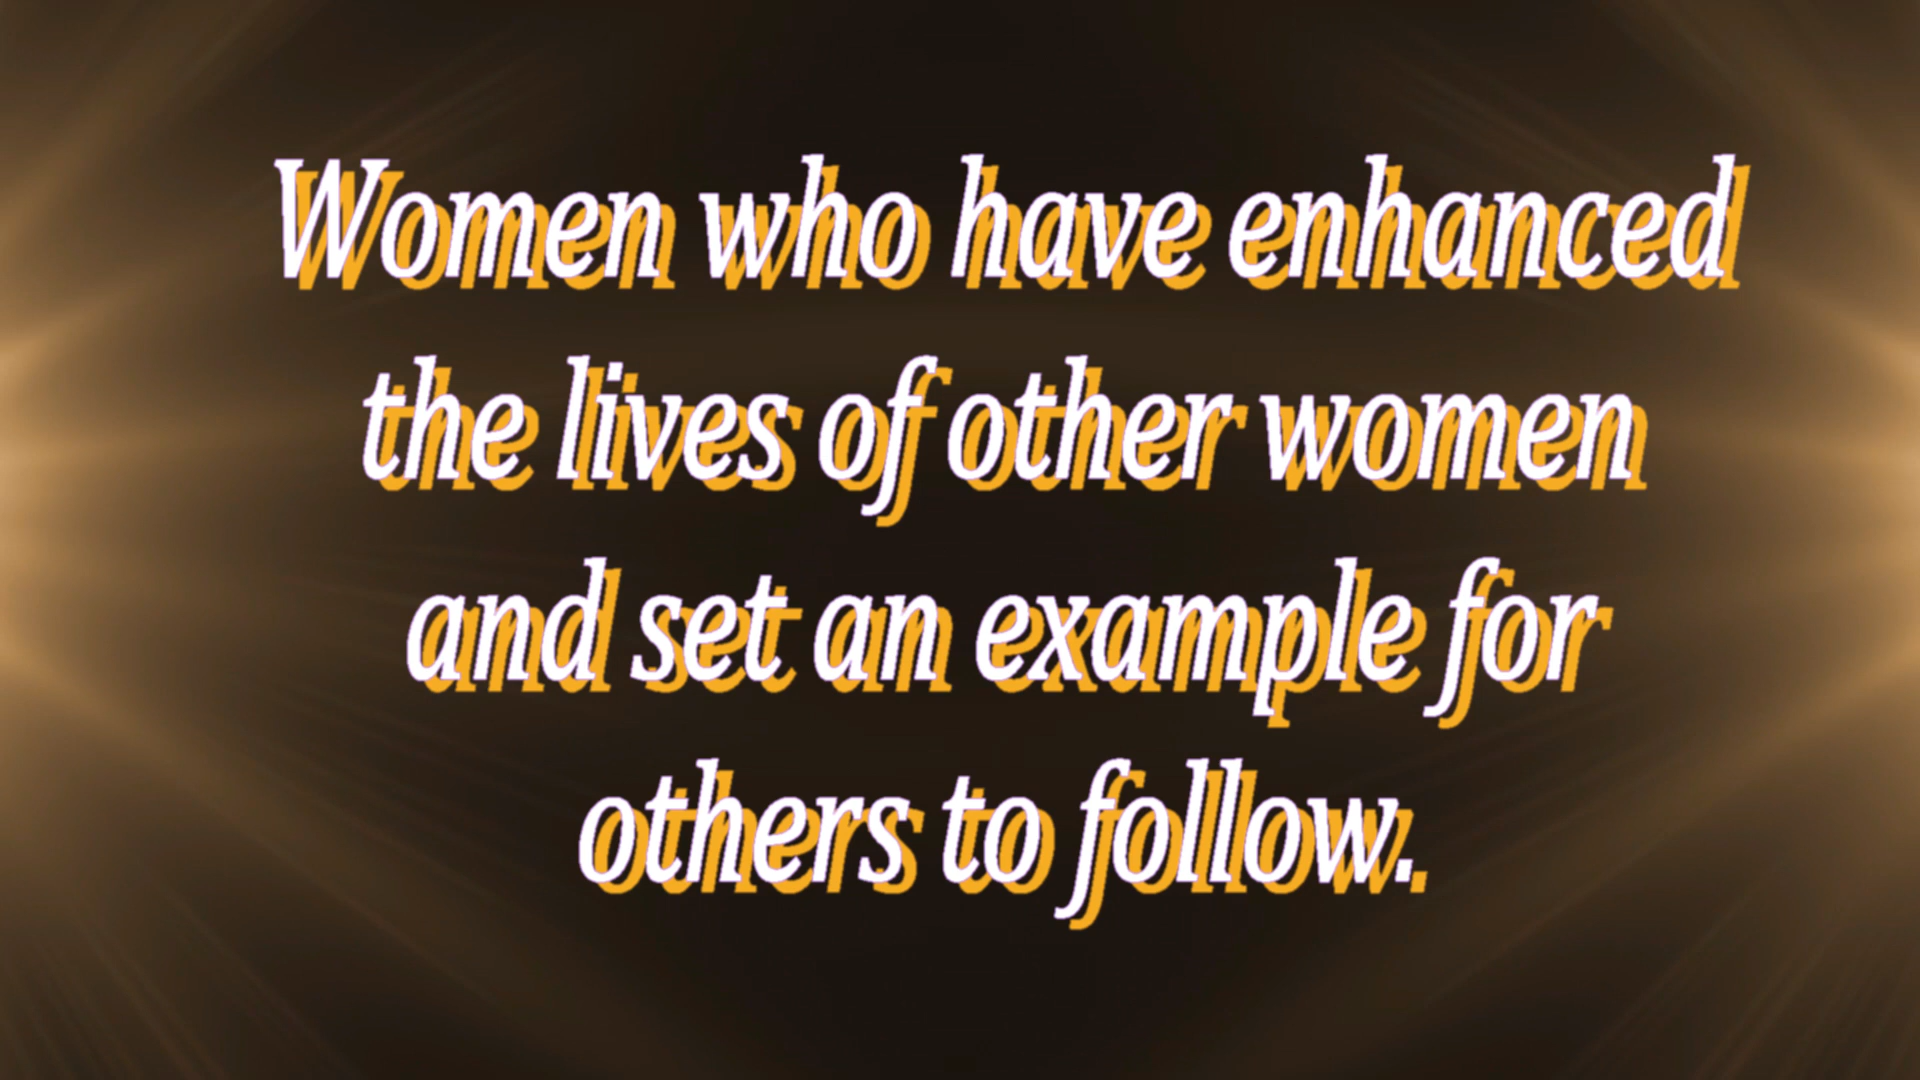 Women who have enhanced
the lives of other women
and set an example for
others to follow.